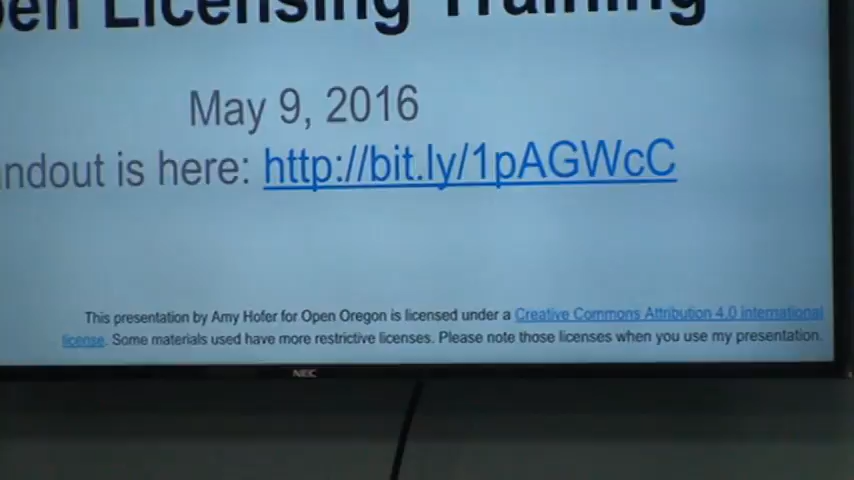 Licensing Training
May 9, 2016
is here: http://bit.ly/1pAGWcC
This presentation by Amy Hofer for Open Oregon is licensed under a Creative Commons Attribution 4.0 International
license. Some materials used have more restrictive licenses. Please note those licenses when you use my presentation.
NEC